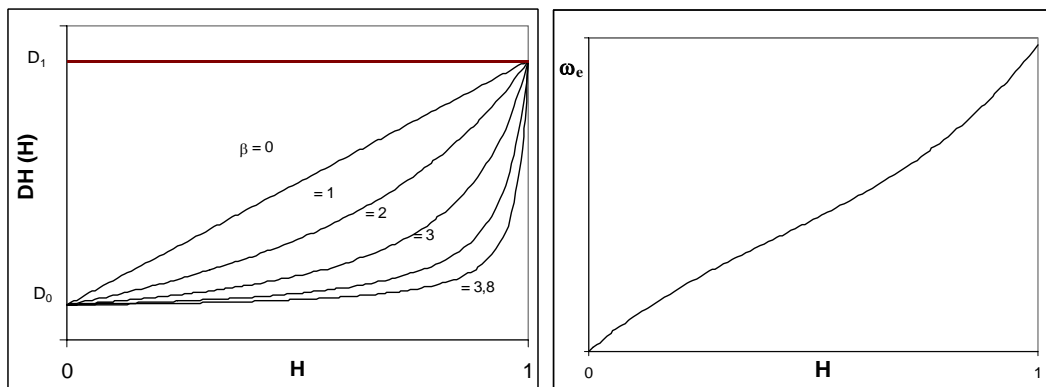 D₁
DH (H)
β = 0
= 1
= 2
= 3
= 3,8
D₀
0
H
1
ωₑ
0
H
1